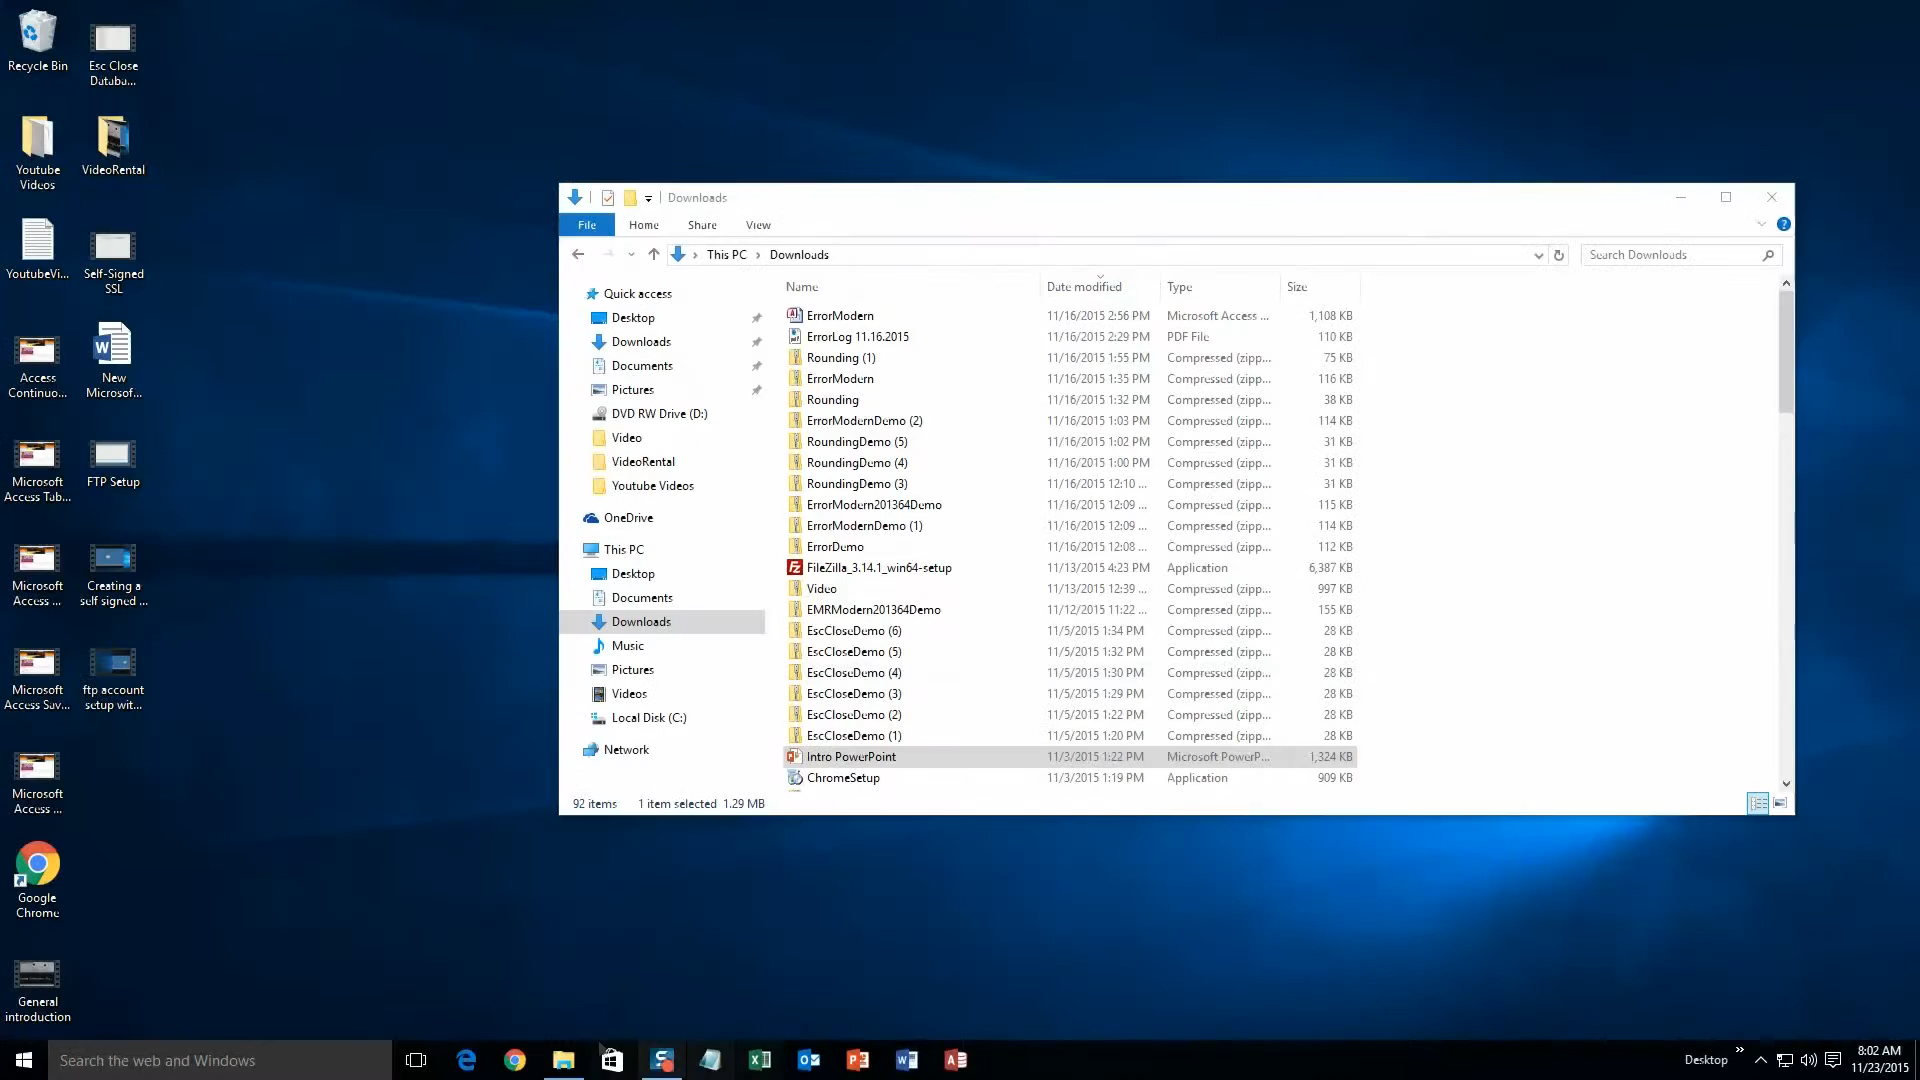 Recycle Bin
Esc Close
Databa...
Youtube
Videos
VideoRental
YoutubeVi...
Self-Signed
SSL
Access
Continuo...
New
Microsof...
Microsoft
Access Tab...
FTP Setup
Microsoft
Access ...
Creating a
self signed ...
Microsoft
Access Sav...
ftp account
setup wit...
Microsoft
Access ...
Google
Chrome
General
introduction
Downloads
File Home Share View
This PC > Downloads
Search Downloads
Quick access
Desktop
Downloads
Documents
Pictures
DVD RW Drive (D:)
Video
VideoRental
Youtube Videos
OneDrive
This PC
Desktop
Documents
Downloads
Music
Pictures
Videos
Local Disk (C:)
Network
Name Date modified Type Size
ErrorModern 11/16/2015 2:56 PM Microsoft Access ... 1,108 KB
ErrorLog 11.16.2015 11/16/2015 2:29 PM PDF File 110 KB
Rounding (1) 11/16/2015 1:55 PM Compressed (zipp... 75 KB
ErrorModern 11/16/2015 1:35 PM Compressed (zipp... 116 KB
Rounding 11/16/2015 1:32 PM Compressed (zipp... 38 KB
ErrorModernDemo (2) 11/16/2015 1:03 PM Compressed (zipp... 114 KB
RoundingDemo (5) 11/16/2015 1:02 PM Compressed (zipp... 31 KB
RoundingDemo (4) 11/16/2015 1:00 PM Compressed (zipp... 31 KB
RoundingDemo (3) 11/16/2015 12:10 ... Compressed (zipp... 31 KB
ErrorModern201364Demo 11/16/2015 12:09 ... Compressed (zipp... 115 KB
ErrorModernDemo (1) 11/16/2015 12:09 ... Compressed (zipp... 114 KB
ErrorDemo 11/16/2015 12:08 ... Compressed (zipp... 112 KB
FileZilla_3.14.1_win64-setup 11/13/2015 4:23 PM Application 6,387 KB
Video 11/13/2015 12:39 ... Compressed (zipp... 997 KB
EMRModern201364Demo 11/12/2015 11:22 ... Compressed (zipp... 155 KB
EscCloseDemo (6) 11/5/2015 1:34 PM Compressed (zipp... 28 KB
EscCloseDemo (5) 11/5/2015 1:32 PM Compressed (zipp... 28 KB
EscCloseDemo (4) 11/5/2015 1:30 PM Compressed (zipp... 28 KB
EscCloseDemo (3) 11/5/2015 1:29 PM Compressed (zipp... 28 KB
EscCloseDemo (2) 11/5/2015 1:22 PM Compressed (zipp... 28 KB
EscCloseDemo (1) 11/5/2015 1:20 PM Compressed (zipp... 28 KB
Intro PowerPoint 11/3/2015 1:22 PM Microsoft PowerP... 1,324 KB
ChromeSetup 11/3/2015 1:19 PM Application 909 KB
92 items 1 item selected 1.29 MB
Search the web and Windows
Desktop
8:02 AM
11/23/2015